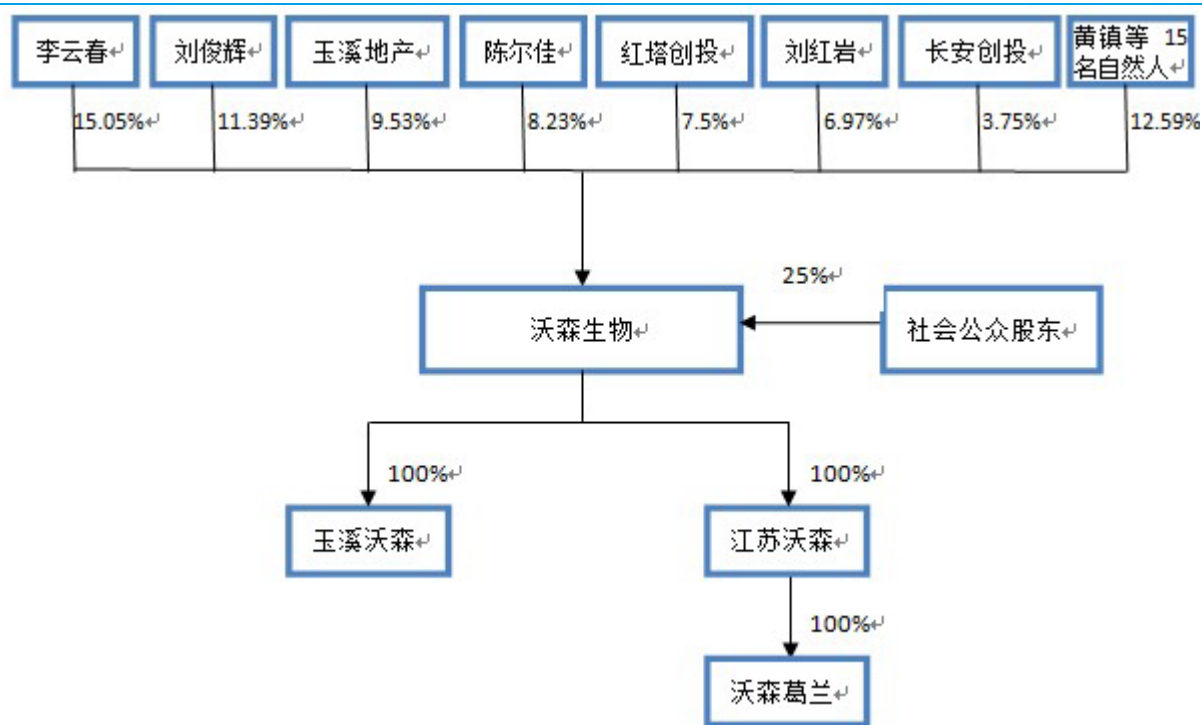 李云春
刘俊辉
玉溪地产
陈尔佳
红塔创投
刘红岩
长安创投
黄镇等 15
名自然人
15.05%
11.39%
9.53%
8.23%
7.5%
6.97%
3.75%
12.59%
25%
沃森生物
社会公众股东
100%
100%
玉溪沃森
江苏沃森
100%
沃森葛兰